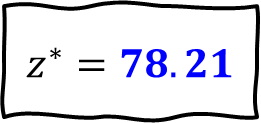 z* = 78.21